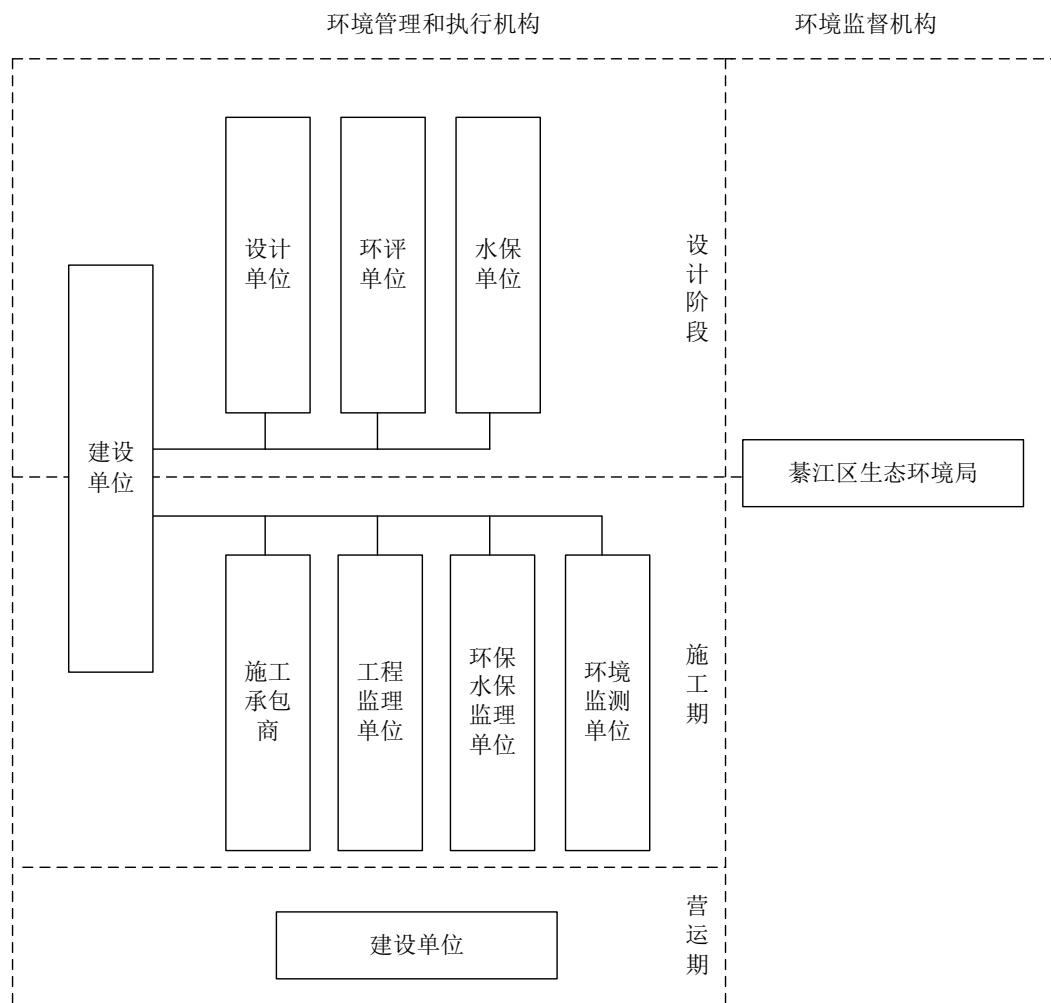 环境管理和执行机构
环境监督机构
设计
单位
环评
单位
水保
单位
设
计
阶
段
建设
单位
綦江区生态环境局
施工
承包
商
工程
监理
单位
环保
水保
监理
单位
环境
监测
单位
施
工
期
建设单位
营
运
期